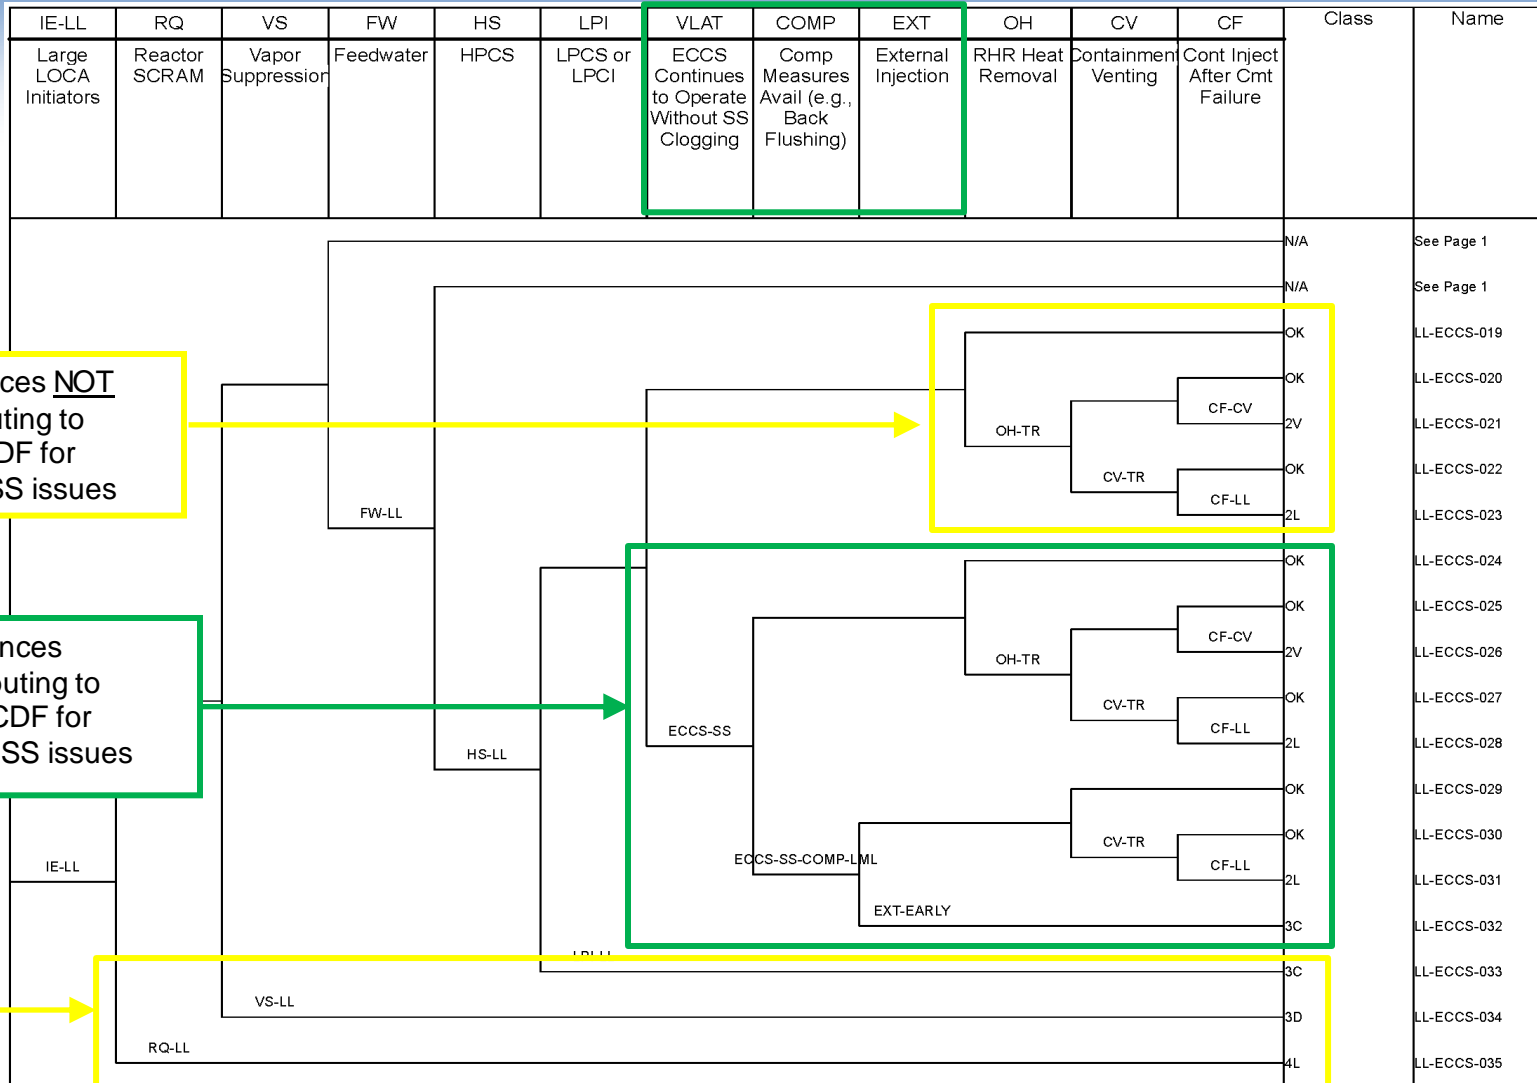 IE-LL RQ VS FW HS LPI VLAT COMP EXT OH CV CF Class Name
Large
LOCA
Initiators
Reactor
SCRAM
Vapor
Suppression
Feedwater
HPCS
LPCS or
LPCI
ECCS
Continues
to Operate
Without SS
Clogging
Comp
Measures
Avail (e.g.,
Back
Flushing)
External
Injection
RHR Heat
Removal
Containment
Venting
Cont Inject
After Cmt
Failure
N/A See Page 1
N/A See Page 1
OK LL-ECCS-019
OK LL-ECCS-020
CF-CV
2V LL-ECCS-021
OH-TR
OK LL-ECCS-022
CV-TR
CF-LL
2L LL-ECCS-023
ces NOT
uting to
DF for
SS issues
FW-LL
OK LL-ECCS-024
OK LL-ECCS-025
CF-CV
2V LL-ECCS-026
OH-TR
OK LL-ECCS-027
CV-TR
CF-LL
2L LL-ECCS-028
nces
outing to
CDF for
SS issues
ECCS-SS
HS-LL
OK LL-ECCS-029
OK LL-ECCS-030
CV-TR
CF-LL
2L LL-ECCS-031
ECCS-SS-COMP-LML
IE-LL
EXT-EARLY
3C LL-ECCS-032
3C LL-ECCS-033
VS-LL
3D LL-ECCS-034
RQ-LL
4L LL-ECCS-035